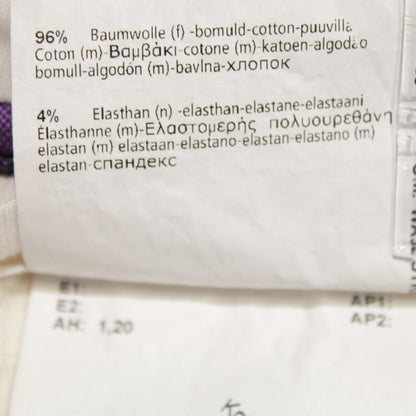 96% Baumwolle (f) -bomuld-cotton-puuvilla
Coton (m)-Βαμβάκι-cotone (m)-katoen-algodão
bomull-algodón (m)-bavlna-хлопок
4% Elasthan (n) -elasthan-elastane-elastaani
Élasthanne (m)-Ελαστομερής πολυουρεθάνη
elastan (m) elastaan-elastano-elastan-elastano (m)
elastan-спандекс
E1: AP1:
E2: AP2:
AH: 1,20